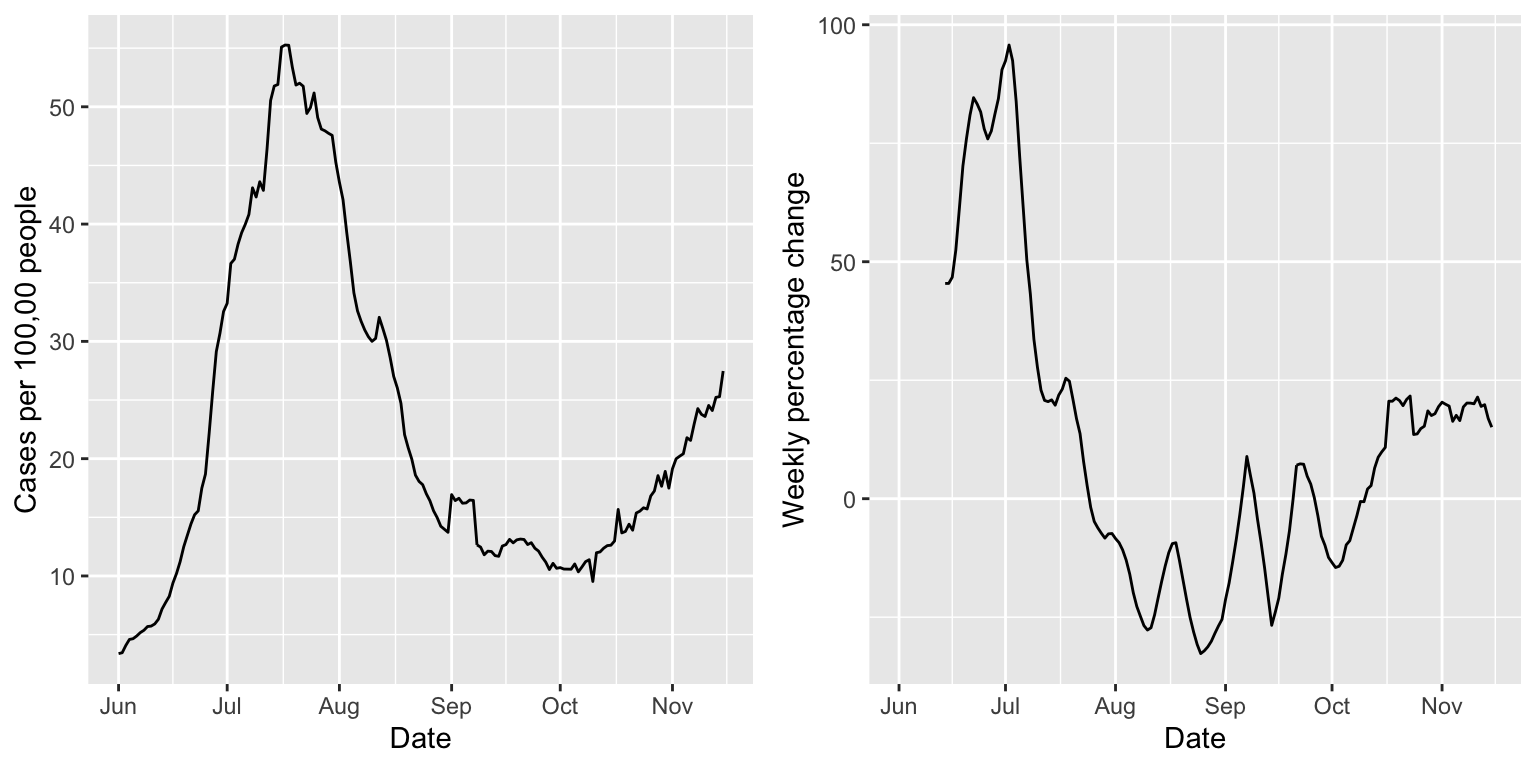 Cases per 100,00 people
50
40
30
20
10
Jun Jul Aug Sep Oct Nov
Date
Weekly percentage change
100
50
0
Jun Jul Aug Sep Oct Nov
Date